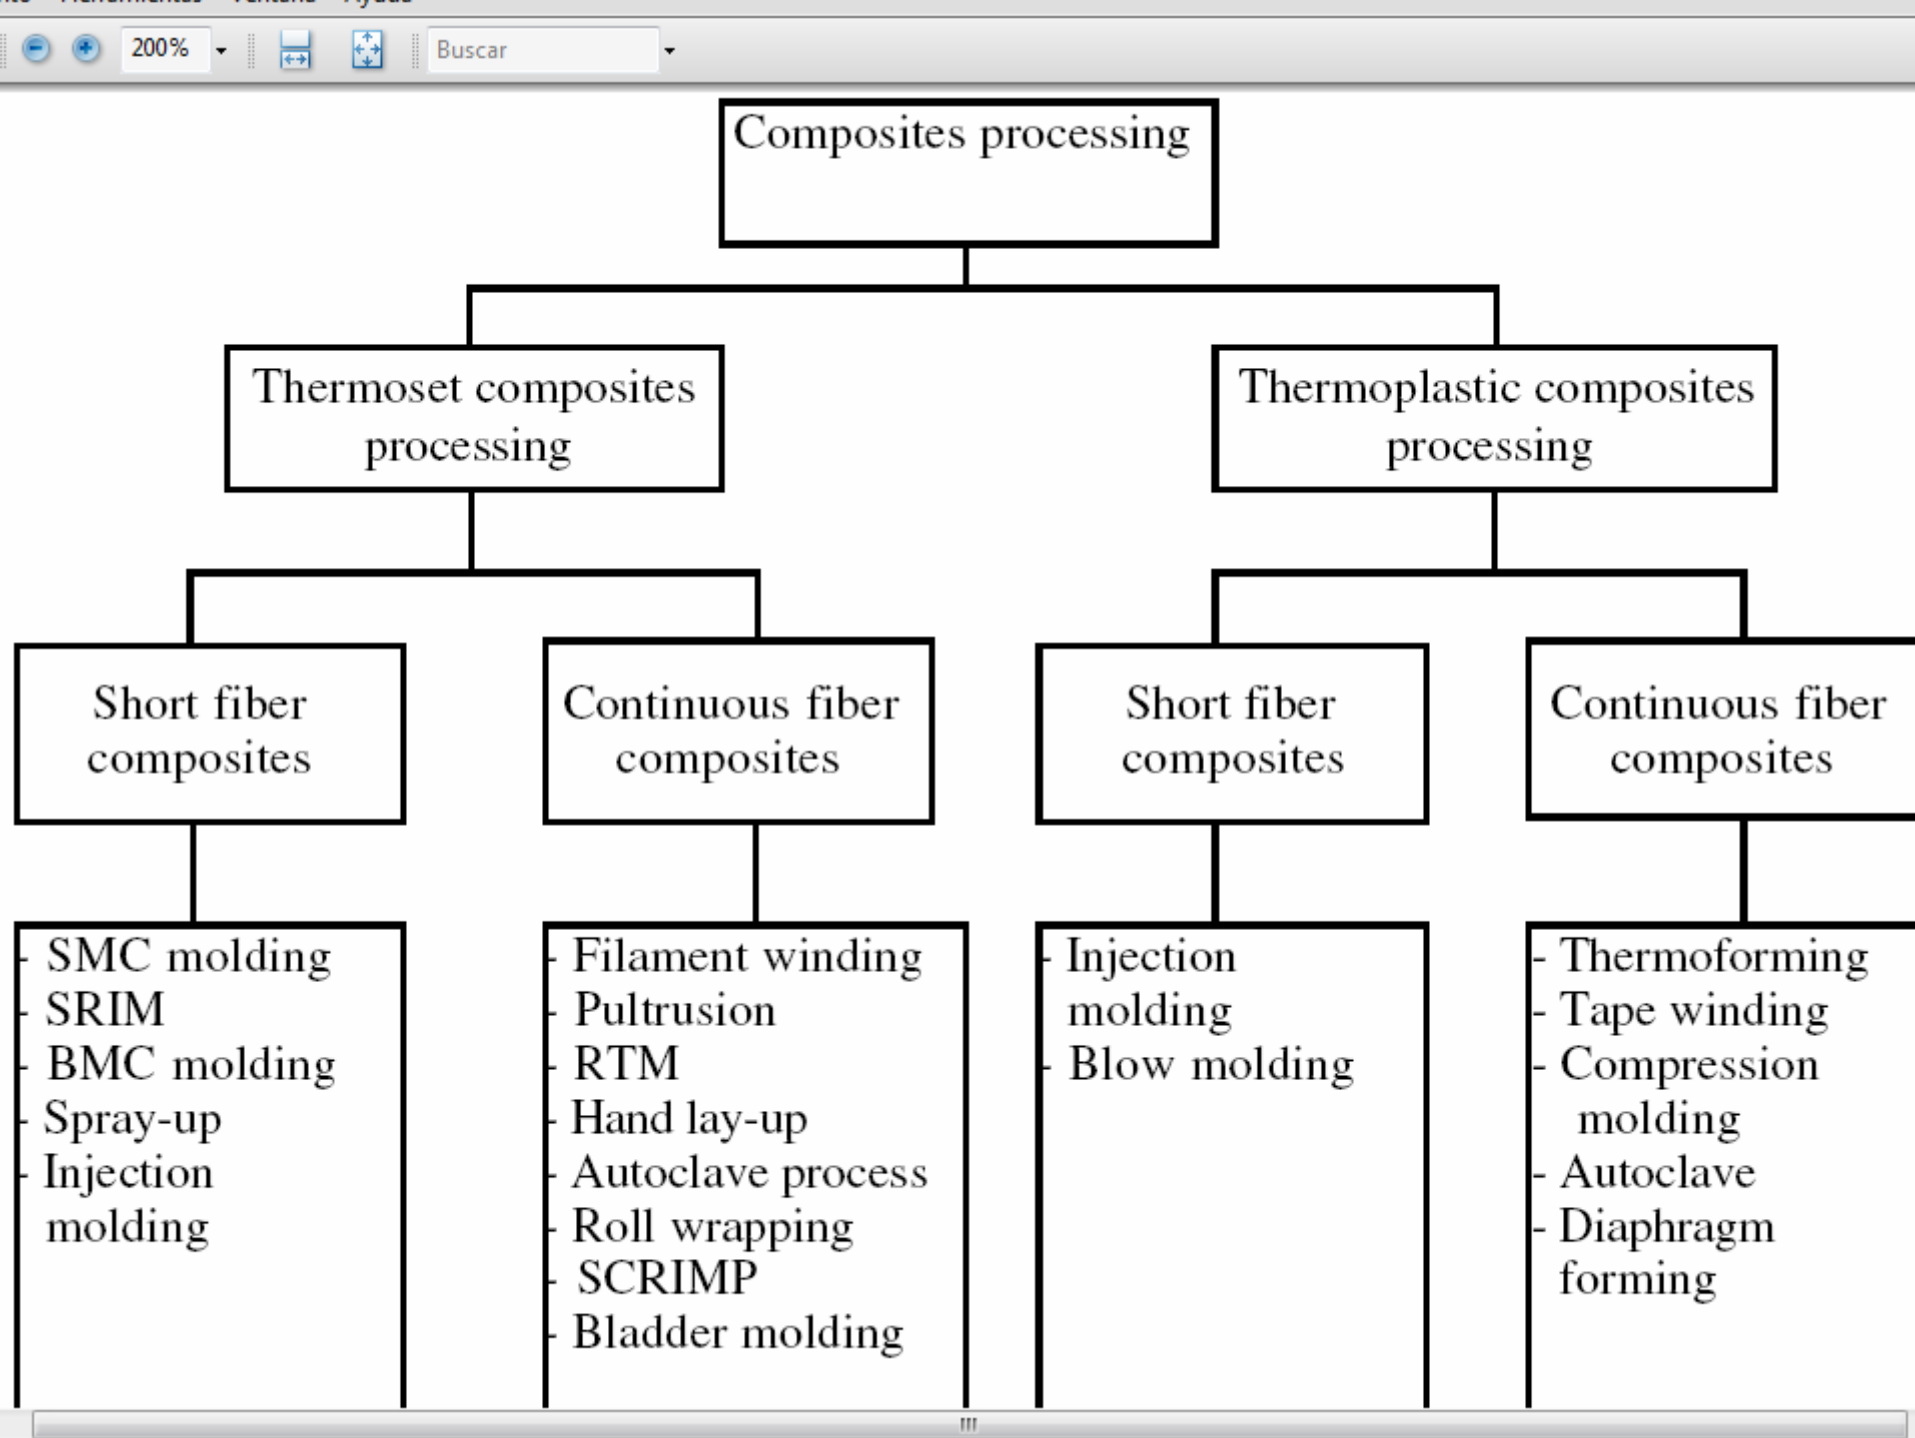 Herramientas Ventana Ayuda
200%
Buscar
Composites processing
Thermoset composites
processing
Thermoplastic composites
processing
Short fiber
composites
Continuous fiber
composites
Short fiber
composites
Continuous fiber
composites
- SMC molding
- SRIM
- BMC molding
- Spray-up
- Injection
molding
- Filament winding
- Pultrusion
- RTM
- Hand lay-up
- Autoclave process
- Roll wrapping
- SCRIMP
- Bladder molding
- Injection
molding
- Blow molding
- Thermoforming
- Tape winding
- Compression
molding
- Autoclave
- Diaphragm
forming